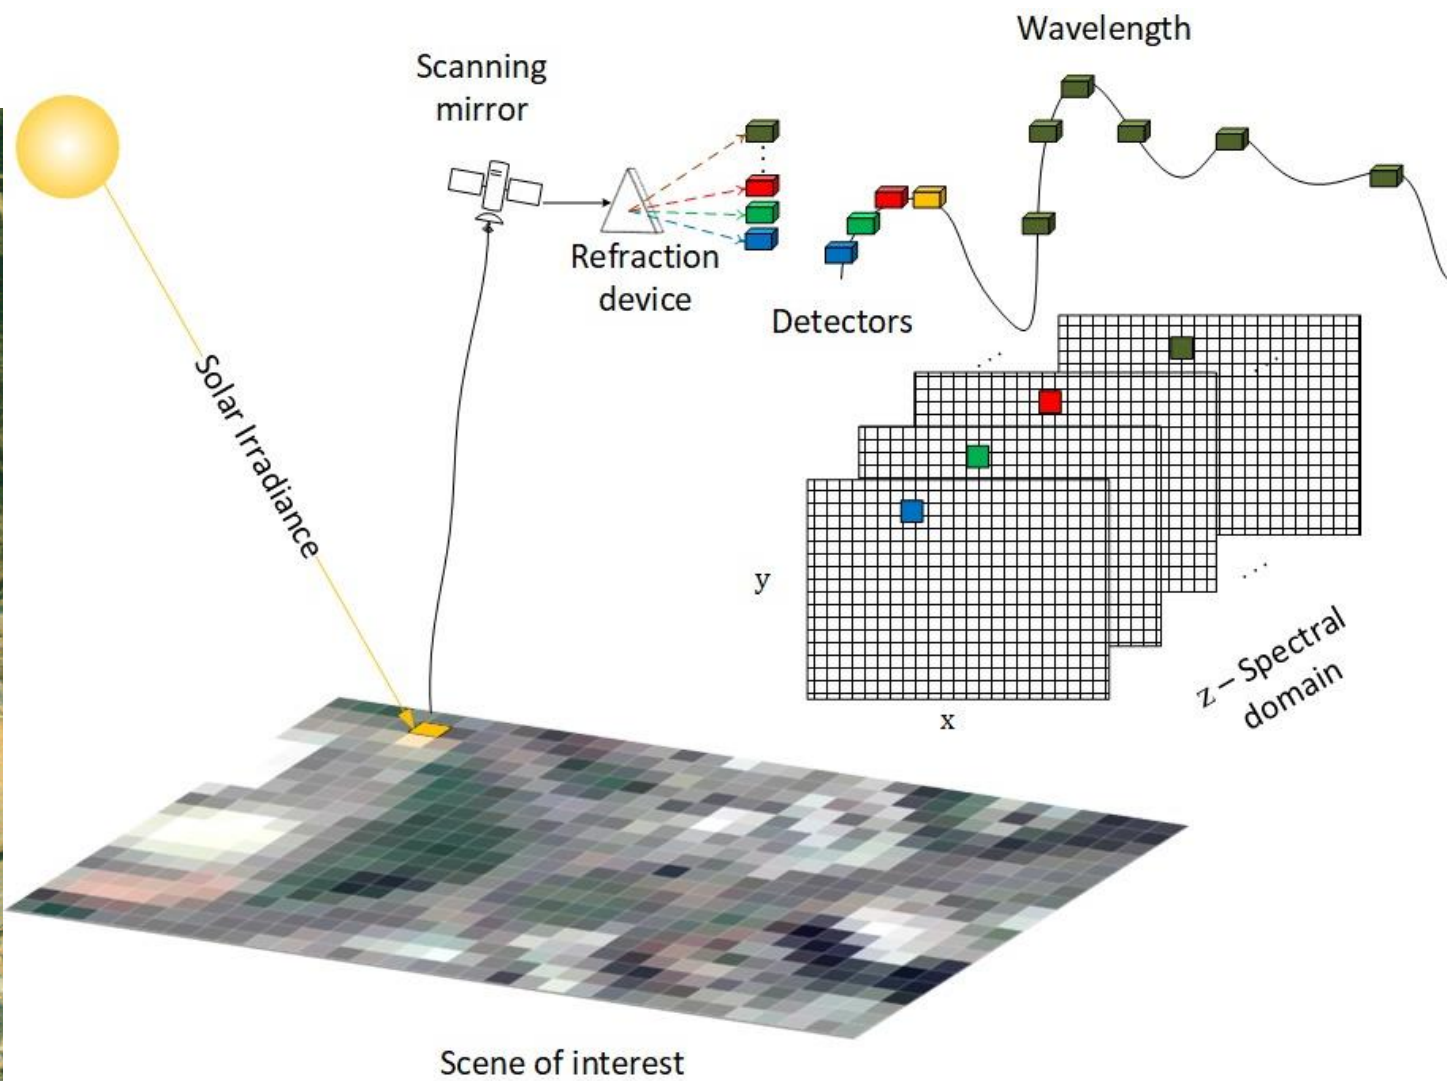 Wavelength
Scanning
mirror
Refraction
device
Detectors
Solar Irradiance
y
x
z – Spectral
domain
Scene of interest